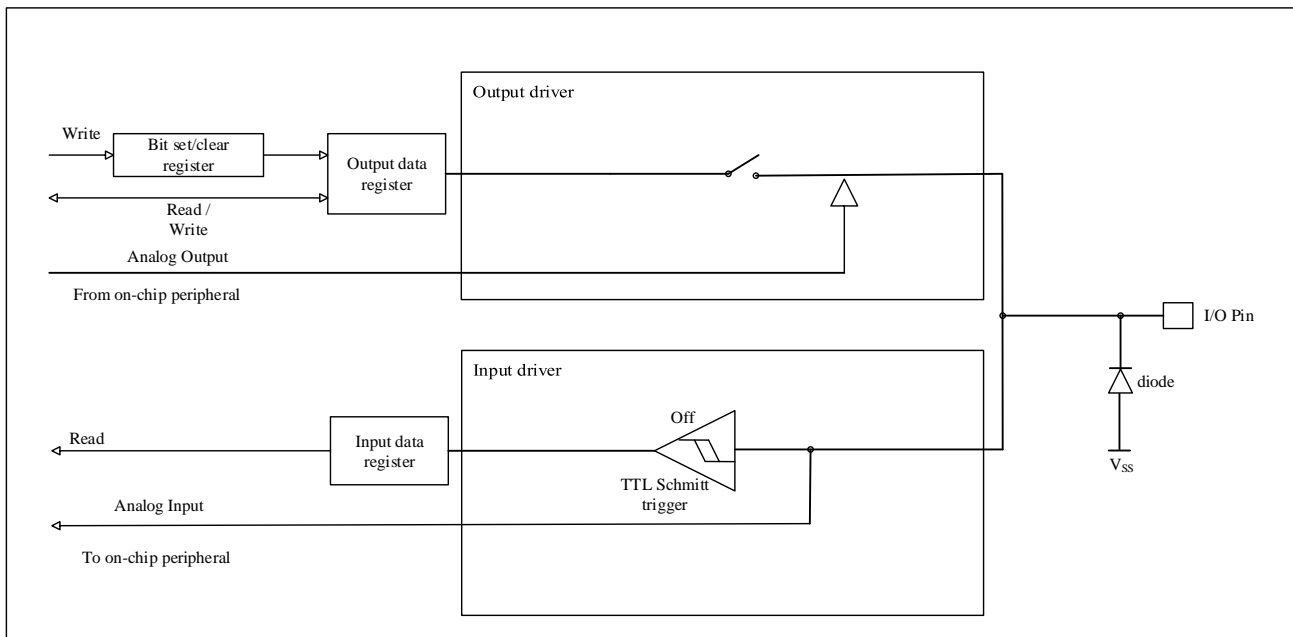 Output driver
Write
Bit set/clear
register
Output data
register
Read /
Write
Analog Output
From on-chip peripheral
I/O Pin
Input driver
diode
Off
Read
Input data
register
V_SS
TTL Schmitt
trigger
Analog Input
To on-chip peripheral